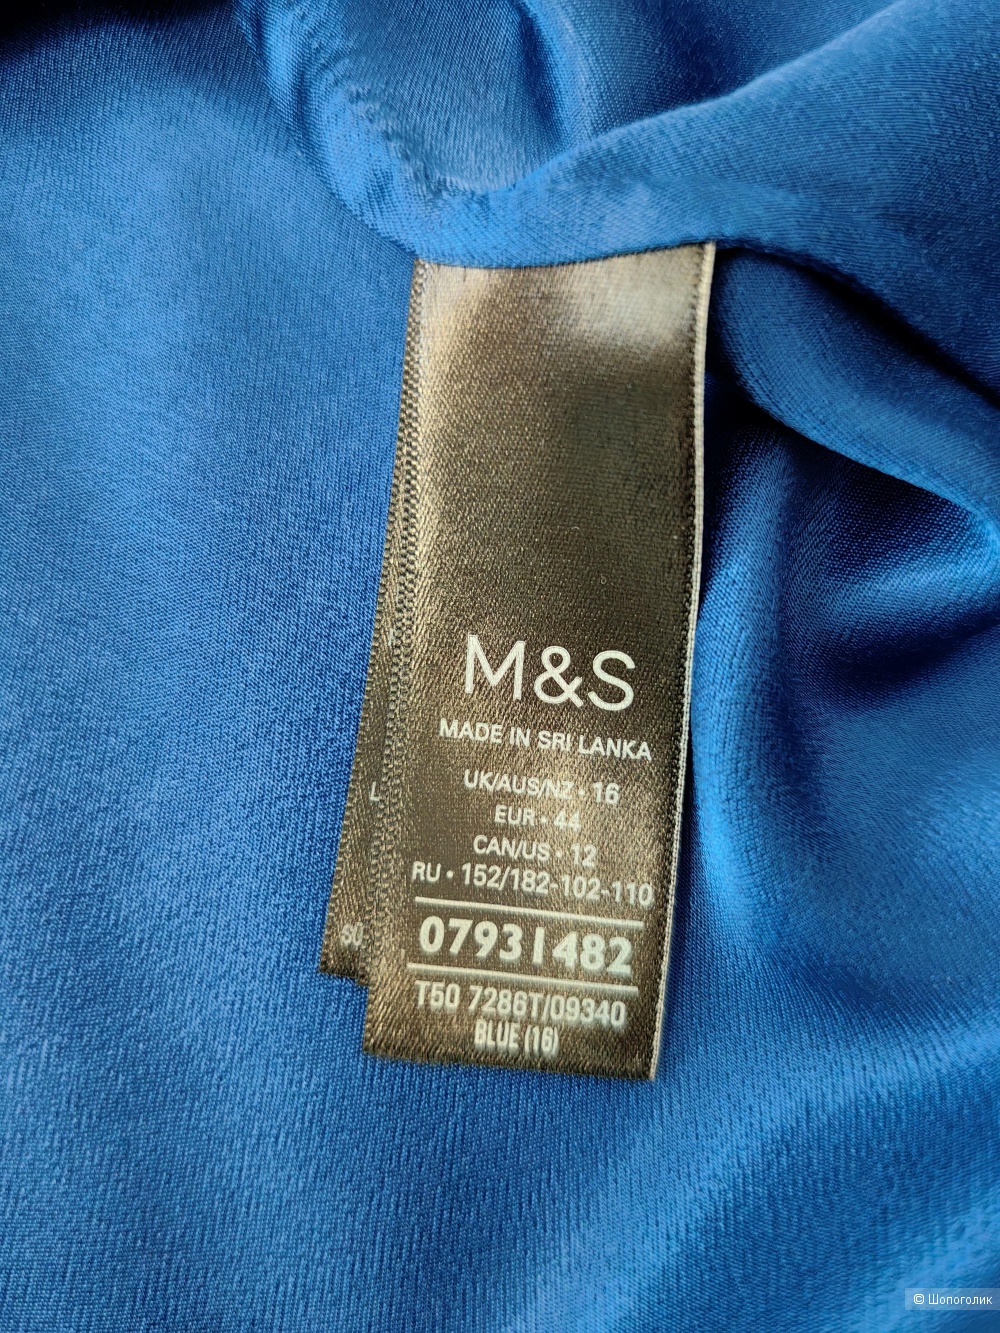 M&S
MADE IN SRI LANKA
UK/AUS/NZ • 16
EUR • 44
CAN/US • 12
RU • 152/182-102-110
07931482
T50 7286T/09340
BLUE (16)
L
60
© Шопоголик